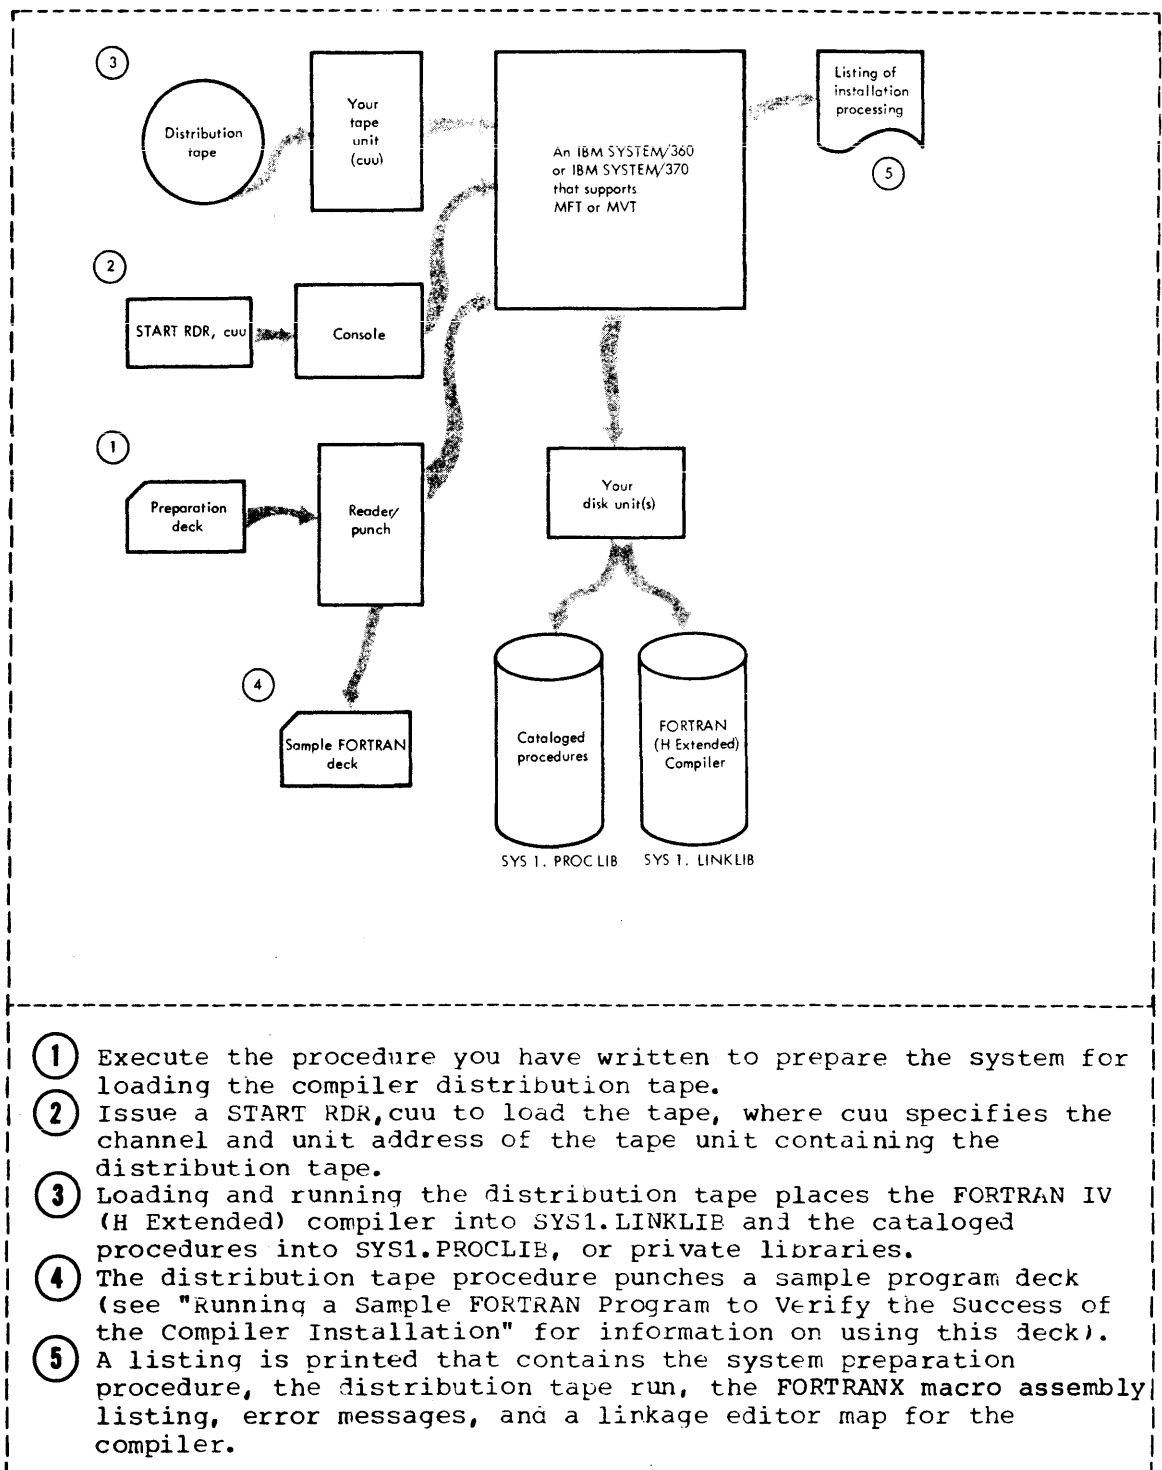 3
Distribution
tape
Your
tape
unit
(cuu)
An IBM SYSTEM/360
or IBM SYSTEM/370
that supports
MFT or MVT
Listing of
installation
processing
5
2
START RDR, cuu
Console
1
Preparation
deck
Reader/
punch
Your
disk unit(s)
4
Sample FORTRAN
deck
Cataloged
procedures
FORTRAN
(H Extended)
Compiler
SYS 1. PROC LIB
SYS 1. LINKLIB
1 Execute the procedure you have written to prepare the system for
loading the compiler distribution tape.
2 Issue a START RDR,cuu to load the tape, where cuu specifies the
channel and unit address of the tape unit containing the
distribution tape.
3 Loading and running the distribution tape places the FORTRAN IV
(H Extended) compiler into SYS1.LINKLIB and the cataloged
procedures into SYS1.PROCLIB, or private libraries.
4 The distribution tape procedure punches a sample program deck
(see "Running a Sample FORTRAN Program to Verify the Success of
the Compiler Installation" for information on using this deck).
5 A listing is printed that contains the system preparation
procedure, the distribution tape run, the FORTRANX macro assembly
listing, error messages, and a linkage editor map for the
compiler.